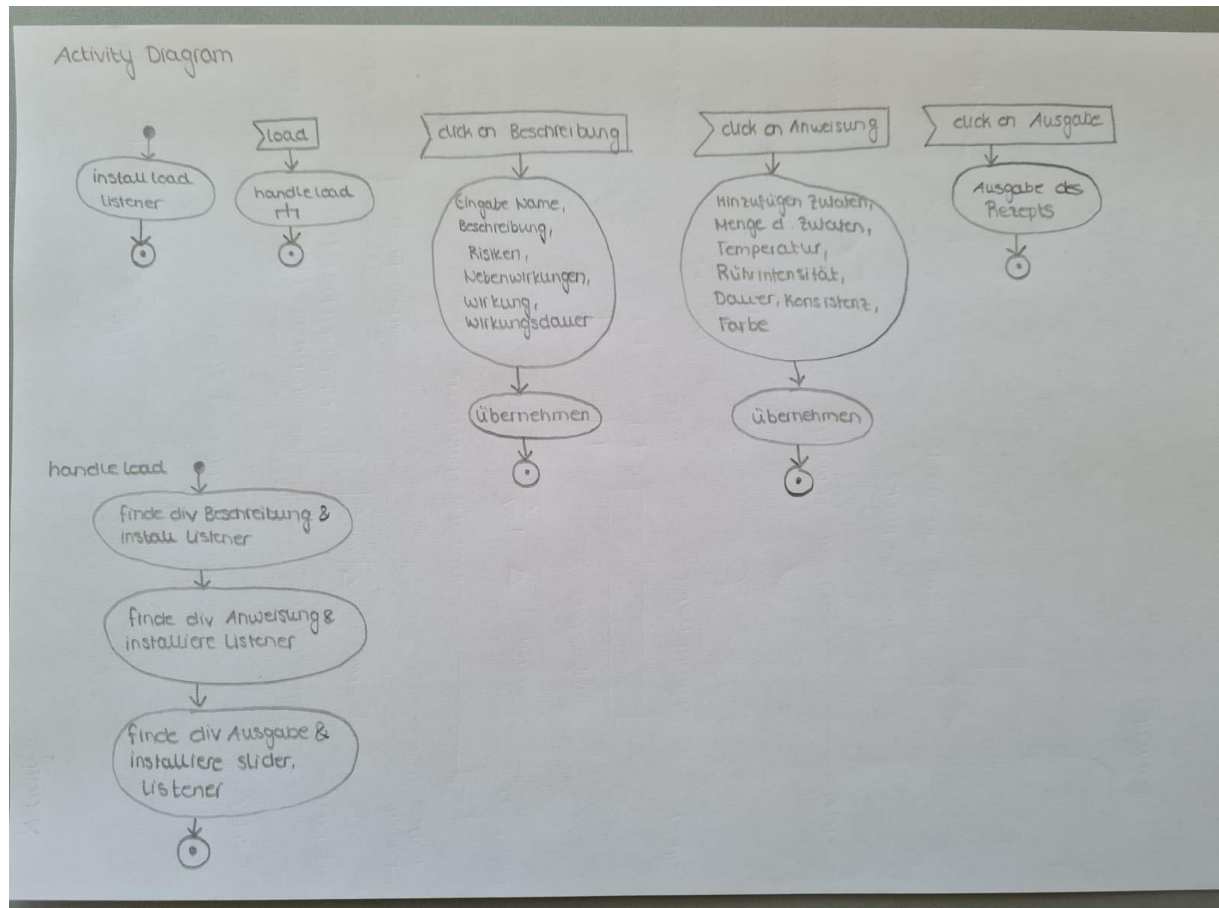 Activity Diagram
install load
listener
load
handle load
click on Beschreibung
Eingabe Name,
Beschreibung,
Risiken,
Nebenwirkungen,
Wirkung,
Wirkungsdauer
übernehmen
click on Anweisung
Hinzufügen Zutaten,
Menge d. Zutaten,
Temperatur,
Rührintensität,
Dauer, Konsistenz,
Farbe
übernehmen
click on Ausgabe
Ausgabe des
Rezepts
handle load
finde div Beschreibung &
install Listener
finde div Anweisung &
installiere Listener
finde div Ausgabe &
installiere slider,
Listener